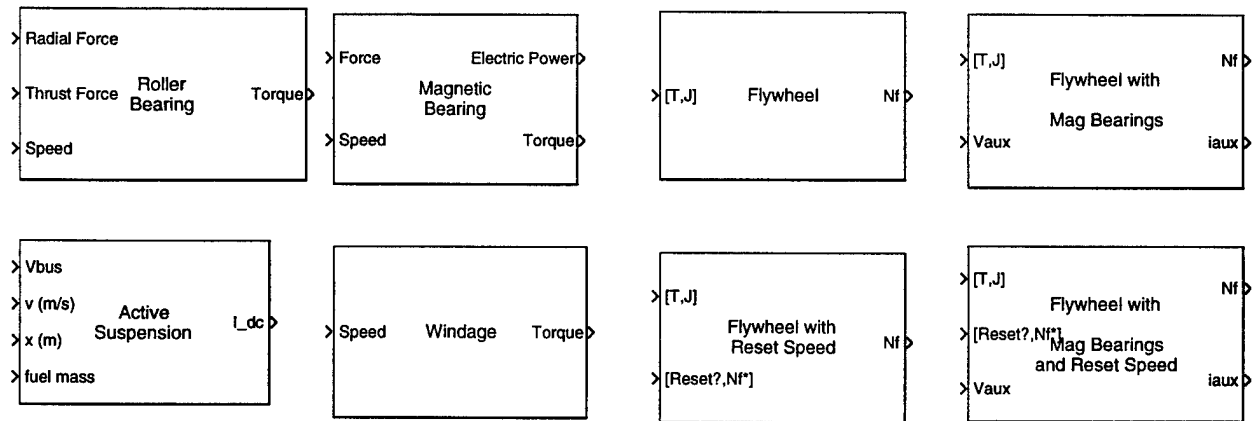 Radial Force
Thrust Force
Speed
Roller
Bearing
Torque
Force
Speed
Magnetic
Bearing
Electric Power
Torque
[T,J]
Flywheel
Nf
[T,J]
Vaux
Flywheel with
Mag Bearings
Nf
iaux
Vbus
v (m/s)
x (m)
fuel mass
Active
Suspension
i_dc
Speed
Windage
Torque
[T,J]
[Reset?,Nf*]
Flywheel with
Reset Speed
Nf
[T,J]
[Reset?,Nf*]
Vaux
Flywheel with
Mag Bearings
and Reset Speed
Nf
iaux